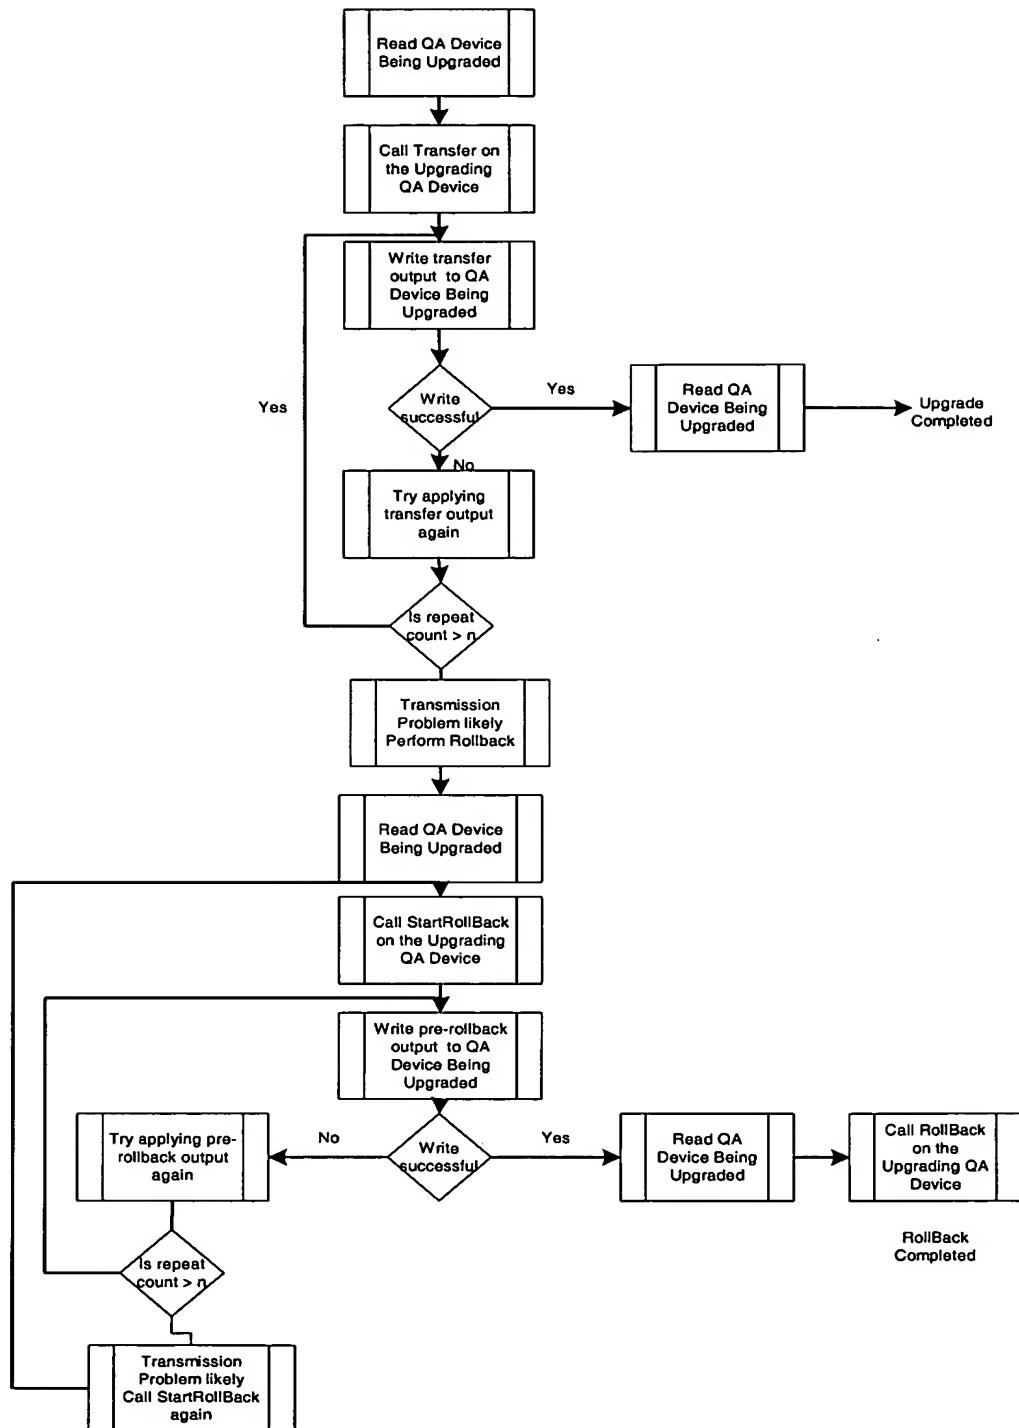 Read QA Device
Being Upgraded
Call Transfer on
the Upgrading
QA Device
Write transfer
output to QA
Device Being
Upgraded
Yes
Write
successful
Yes
Read QA
Device Being
Upgraded
Upgrade
Completed
No
Try applying
transfer output
again
Is repeat
count > n
Transmission
Problem likely
Perform Rollback
Read QA Device
Being Upgraded
Call StartRollBack
on the Upgrading
QA Device
Write pre-rollback
output to QA
Device Being
Upgraded
Try applying pre-
rollback output
again
No
Write
successful
Yes
Read QA
Device Being
Upgraded
Call RollBack
on the
Upgrading QA
Device
RollBack
Completed
Is repeat
count > n
Transmission
Problem likely
Call StartRollBack
again